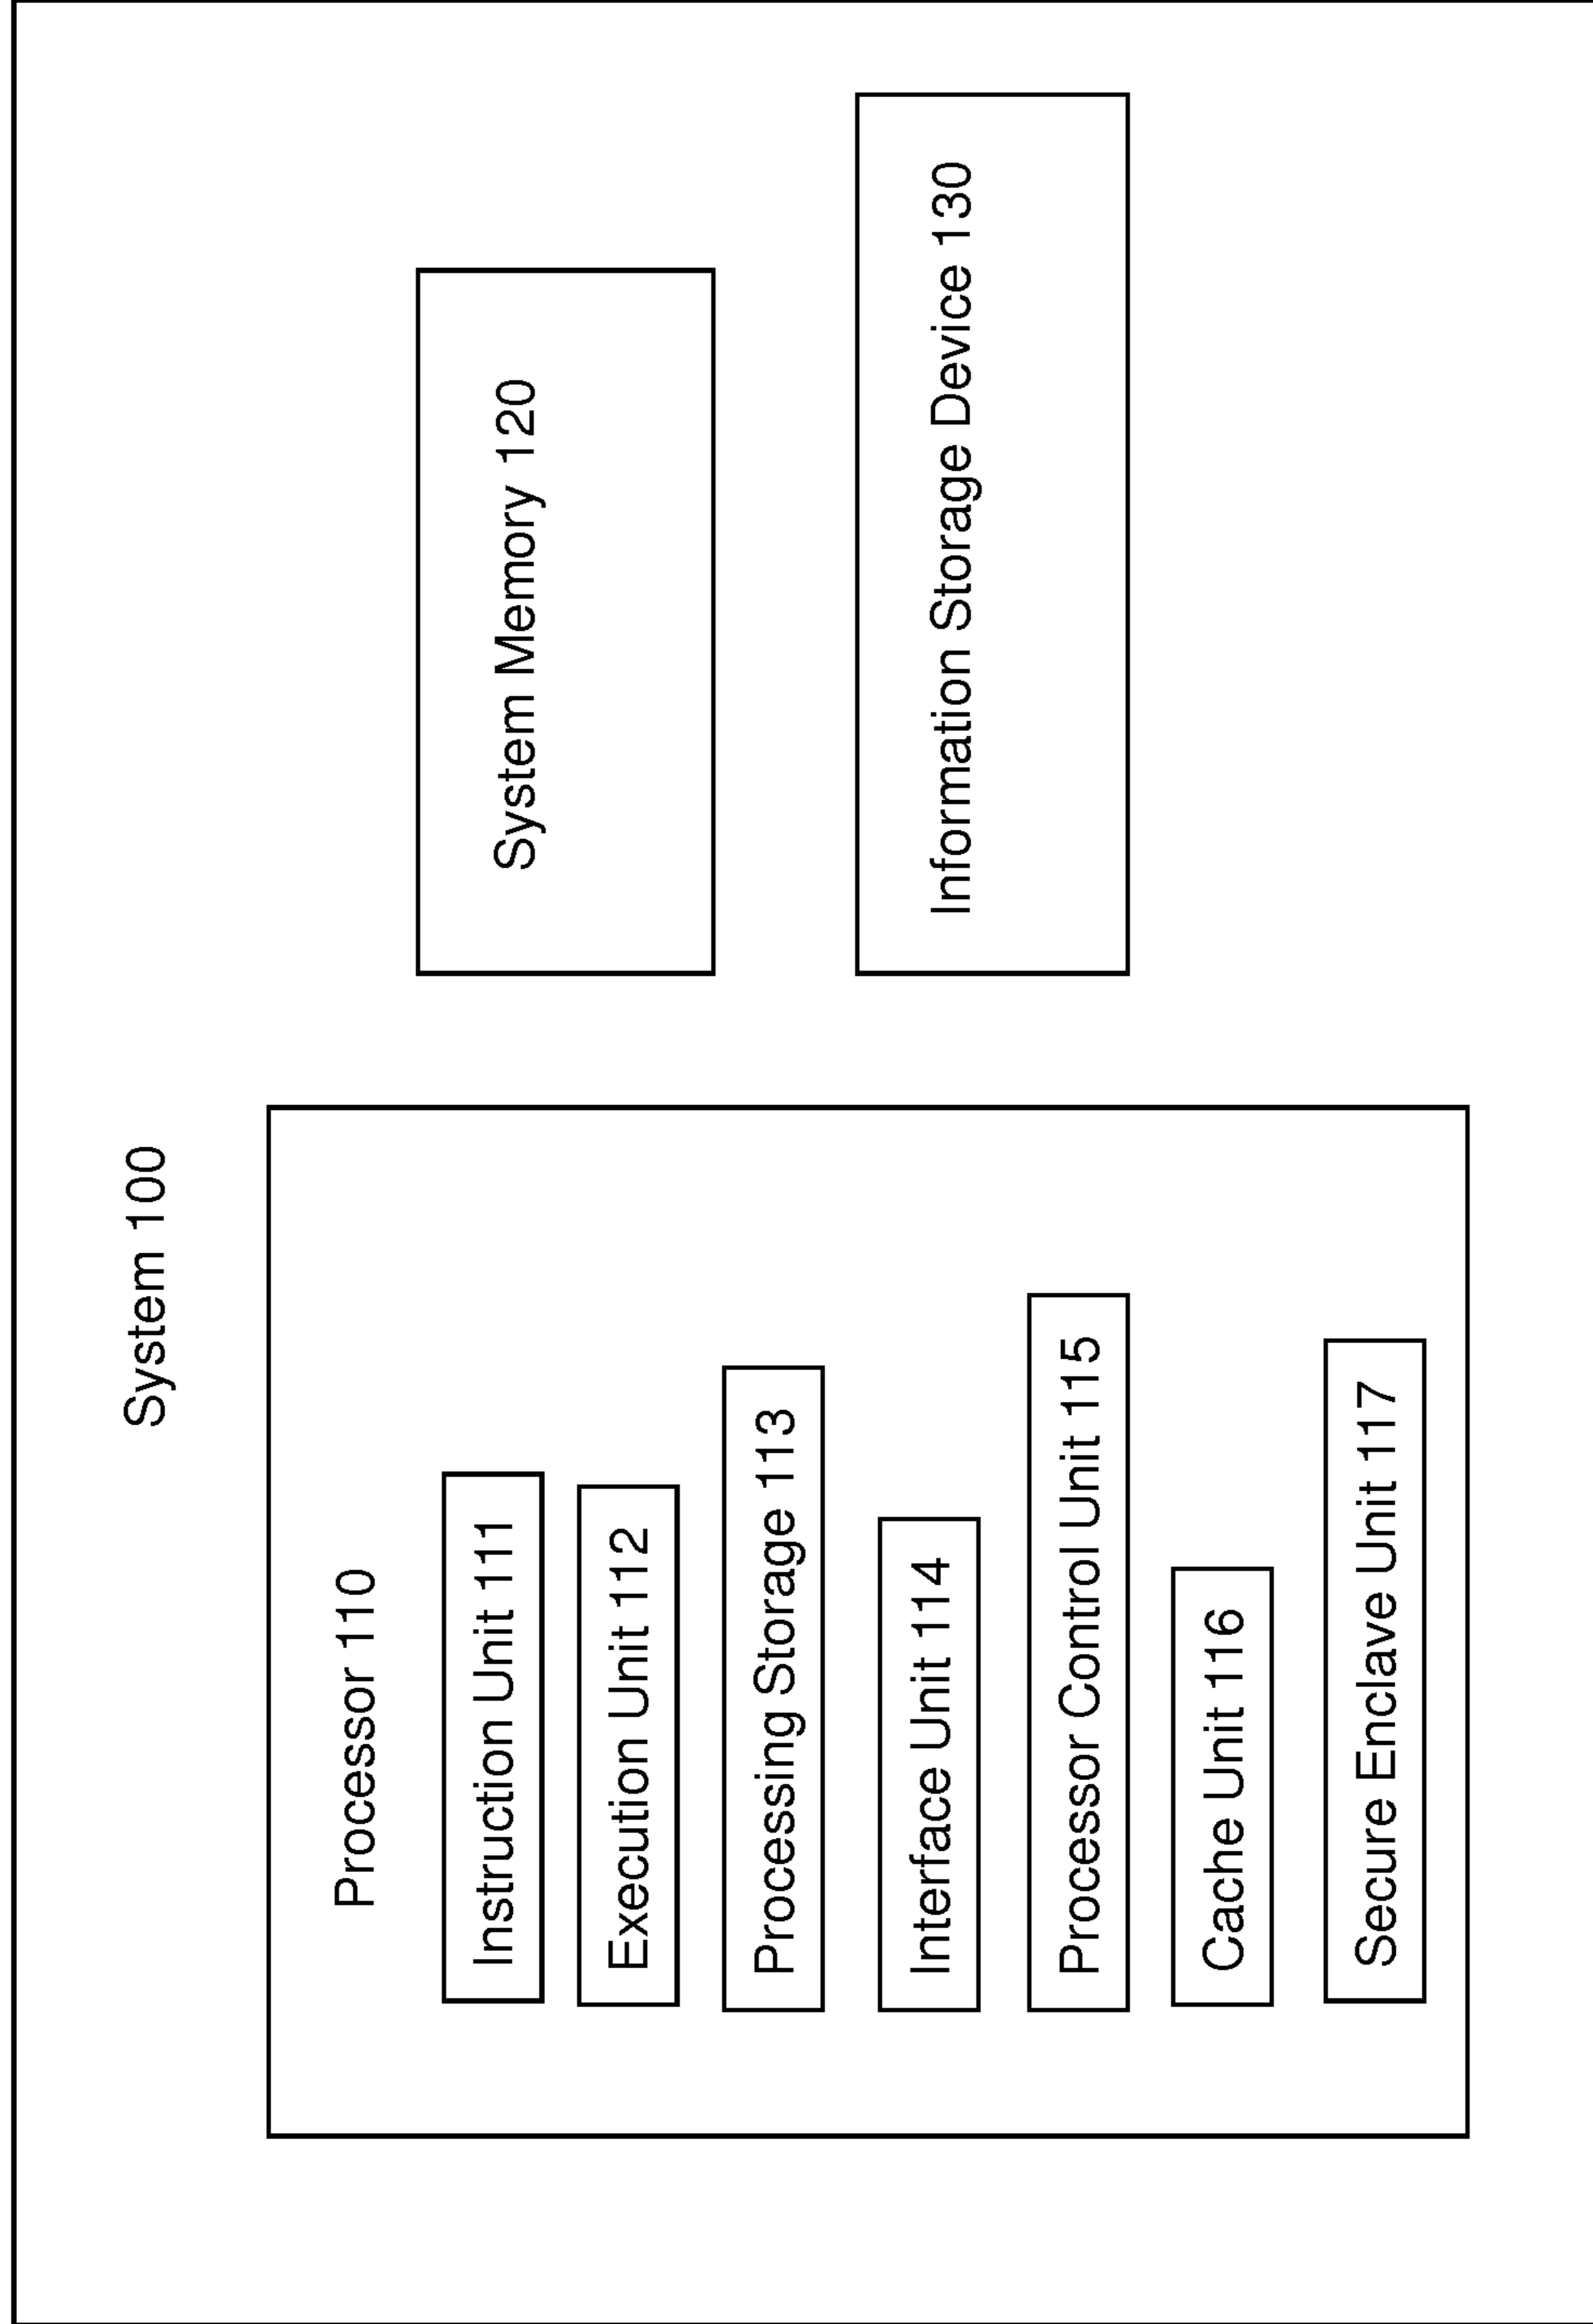 System 100
Processor 110
Instruction Unit 111
Execution Unit 112
Processing Storage 113
Interface Unit 114
Processor Control Unit 115
Cache Unit 116
Secure Enclave Unit 117
System Memory 120
Information Storage Device 130